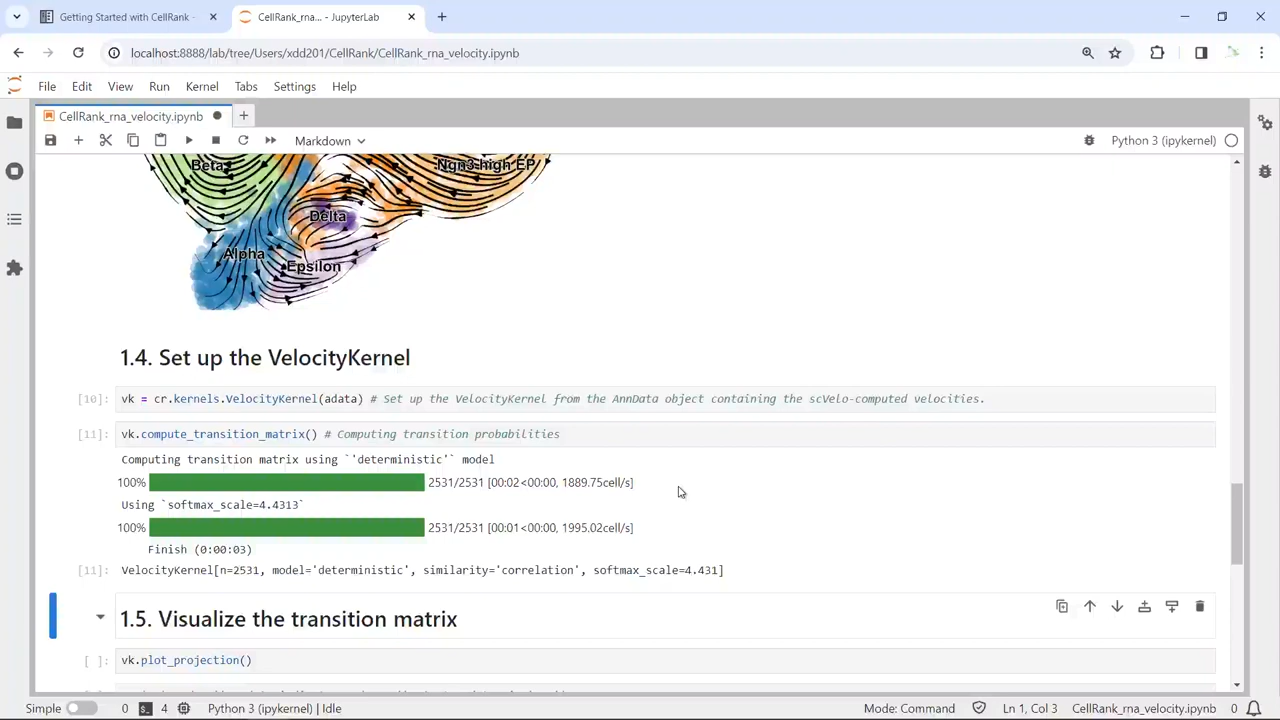 Getting Started with CellRank -
CellRank_rna... - JupyterLab
localhost:8888/lab/tree/Users/xdd201/CellRank/CellRank_rna_velocity.ipynb
File Edit View Run Kernel Tabs Settings Help
CellRank_rna_velocity.ipynb
Markdown
Python 3 (ipykernel)
Beta
Ngn3 high EP
Delta
Alpha
Epsilon
1.4. Set up the VelocityKernel
[10]: vk = cr.kernels.VelocityKernel(adata) # Set up the VelocityKernel from the AnnData object containing the scVelo-computed velocities.
[11]: vk.compute_transition_matrix() # Computing transition probabilities
Computing transition matrix using `'deterministic'` model
100% 2531/2531 [00:02<00:00, 1889.75cell/s]
Using `softmax_scale=4.4313`
100% 2531/2531 [00:01<00:00, 1995.02cell/s]
Finish (0:00:03)
[11]: VelocityKernel[n=2531, model='deterministic', similarity='correlation', softmax_scale=4.431]
1.5. Visualize the transition matrix
[ ]: vk.plot_projection()
Simple 0 4 Python 3 (ipykernel) | Idle Mode: Command Ln 1, Col 3 CellRank_rna_velocity.ipynb 0